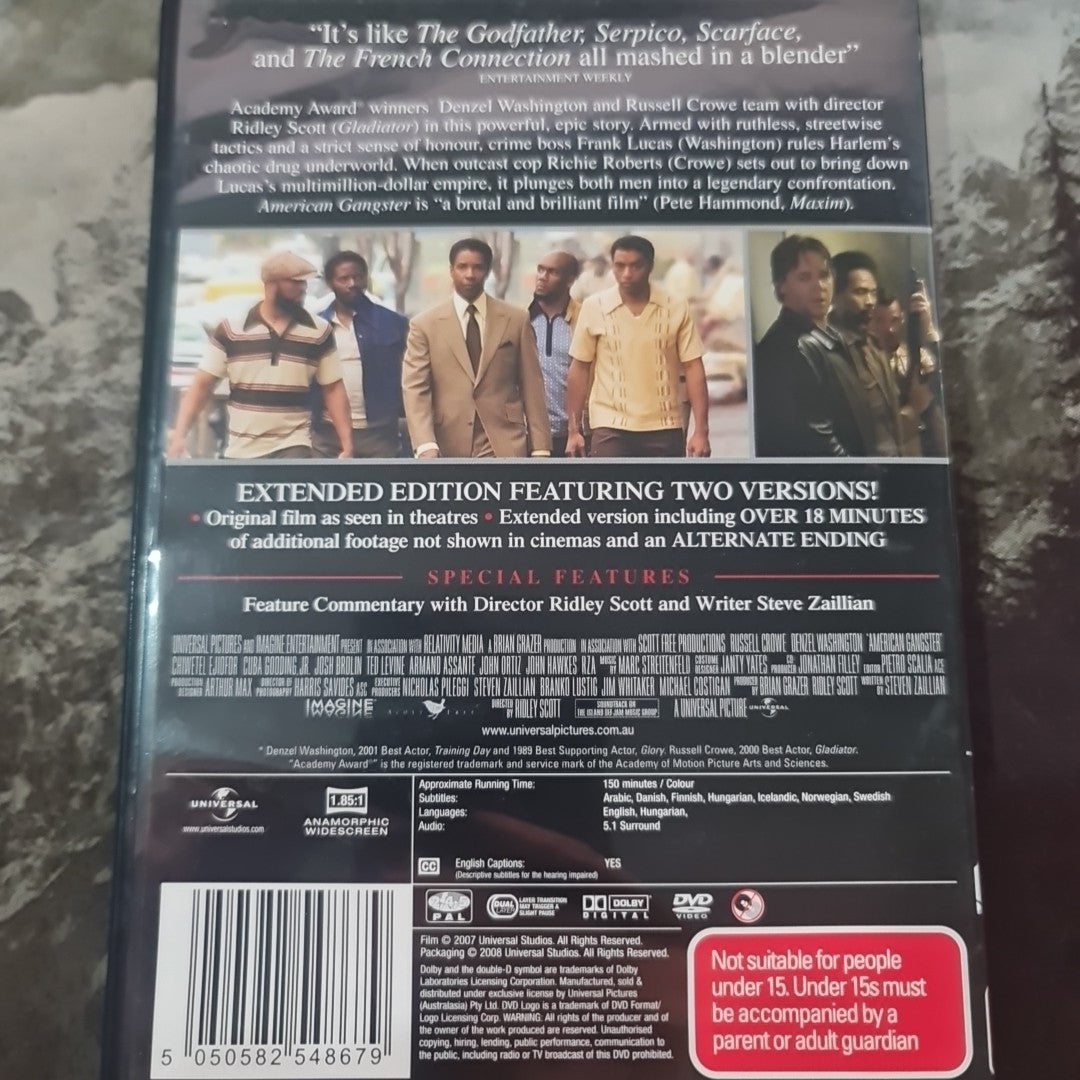 "It's like The Godfather, Serpico, Scarface,
and The French Connection all mashed in a blender"
ENTERTAINMENT WEEKLY
Academy Award® winners Denzel Washington and Russell Crowe team with director
Ridley Scott (Gladiator) in this powerful, epic story. Armed with ruthless, streetwise
tactics and a strict sense of honour, crime boss Frank Lucas (Washington) rules Harlem's
chaotic drug underworld. When outcast cop Richie Roberts (Crowe) sets out to bring down
Lucas's multimillion-dollar empire, it plunges both men into a legendary confrontation.
American Gangster is "a brutal and brilliant film" (Pete Hammond, Maxim).
EXTENDED EDITION FEATURING TWO VERSIONS!
• Original film as seen in theatres • Extended version including OVER 18 MINUTES
of additional footage not shown in cinemas and an ALTERNATE ENDING
SPECIAL FEATURES
Feature Commentary with Director Ridley Scott and Writer Steve Zaillian
UNIVERSAL PICTURES AND IMAGINE ENTERTAINMENT PRESENT IN ASSOCIATION WITH RELATIVITY MEDIA A BRIAN GRAZER PRODUCTION IN ASSOCIATION WITH SCOTT FREE PRODUCTIONS RUSSELL CROWE DENZEL WASHINGTON "AMERICAN GANGSTER"
CHIWETEL EJIOFOR CUBA GOODING, JR. JOSH BROLIN TED LEVINE ARMAND ASSANTE JOHN ORTIZ JOHN HAWKES RZA MUSIC BY MARC STREITENFELD COSTUME DESIGNER JANTY YATES CO-PRODUCER JONATHAN FILLEY EDITOR PIETRO SCALIA ACE
PRODUCTION DESIGNER ARTHUR MAX DIRECTOR OF PHOTOGRAPHY HARRIS SAVIDES ASC EXECUTIVE PRODUCERS NICHOLAS PILEGGI STEVEN ZAILLIAN BRANKO LUSTIG JIM WHITAKER MICHAEL COSTIGAN PRODUCED BY BRIAN GRAZER RIDLEY SCOTT WRITTEN BY STEVEN ZAILLIAN
IMAGINE DIRECTED BY RIDLEY SCOTT SOUNDTRACK ON THE ISLAND DEF JAM MUSIC GROUP A UNIVERSAL PICTURE UNIVERSAL
www.universalpictures.com.au
* Denzel Washington, 2001 Best Actor, Training Day and 1989 Best Supporting Actor, Glory. Russell Crowe, 2000 Best Actor, Gladiator.
"Academy Award®" is the registered trademark and service mark of the Academy of Motion Picture Arts and Sciences.
UNIVERSAL
www.universalstudios.com
1.85:1
ANAMORPHIC
WIDESCREEN
Approximate Running Time: 150 minutes / Colour
Subtitles: Arabic, Danish, Finnish, Hungarian, Icelandic, Norwegian, Swedish
Languages: English, Hungarian,
Audio: 5.1 Surround
CC English Captions: YES
(Descriptive subtitles for the hearing impaired)
2 4 5
PAL
DUAL LAYER
LAYER TRANSITION
MAY TRIGGER A
SLIGHT PAUSE
DOLBY
DIGITAL
DVD
VIDEO
Film © 2007 Universal Studios. All Rights Reserved.
Packaging © 2008 Universal Studios. All Rights Reserved.
Dolby and the double-D symbol are trademarks of Dolby
Laboratories Licensing Corporation. Manufactured, sold &
distributed under exclusive license by Universal Pictures
(Australasia) Pty Ltd. DVD Logo is a trademark of DVD Format/
Logo Licensing Corp. WARNING: All rights of the producer and of
the owner of the work produced are reserved. Unauthorised
copying, hiring, lending, public performance, communication to
the public, including radio or TV broadcast of this DVD prohibited.
Not suitable for people
under 15. Under 15s must
be accompanied by a
parent or adult guardian
5 050582 548679